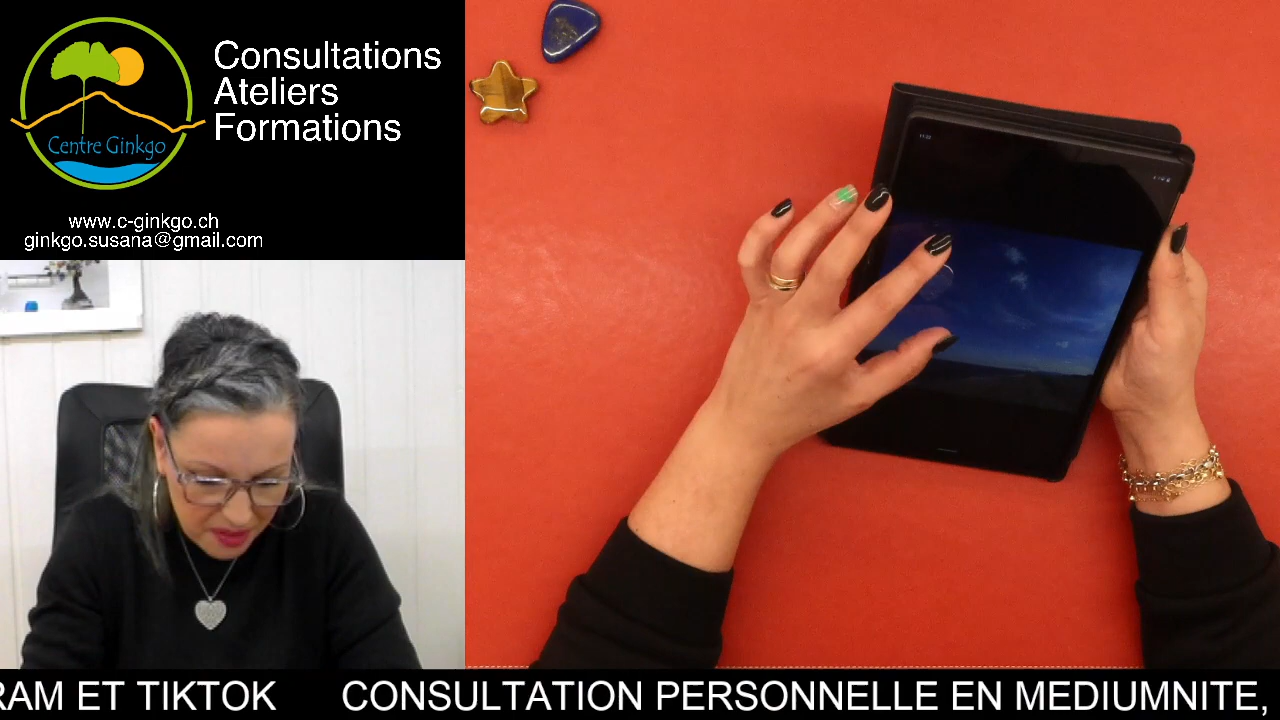 Consultations
Ateliers
Formations
Centre Ginkgo
www.c-ginkgo.ch
ginkgo.susana@gmail.com
RAM ET TIKTOK CONSULTATION PERSONNELLE EN MEDIUMNITE,